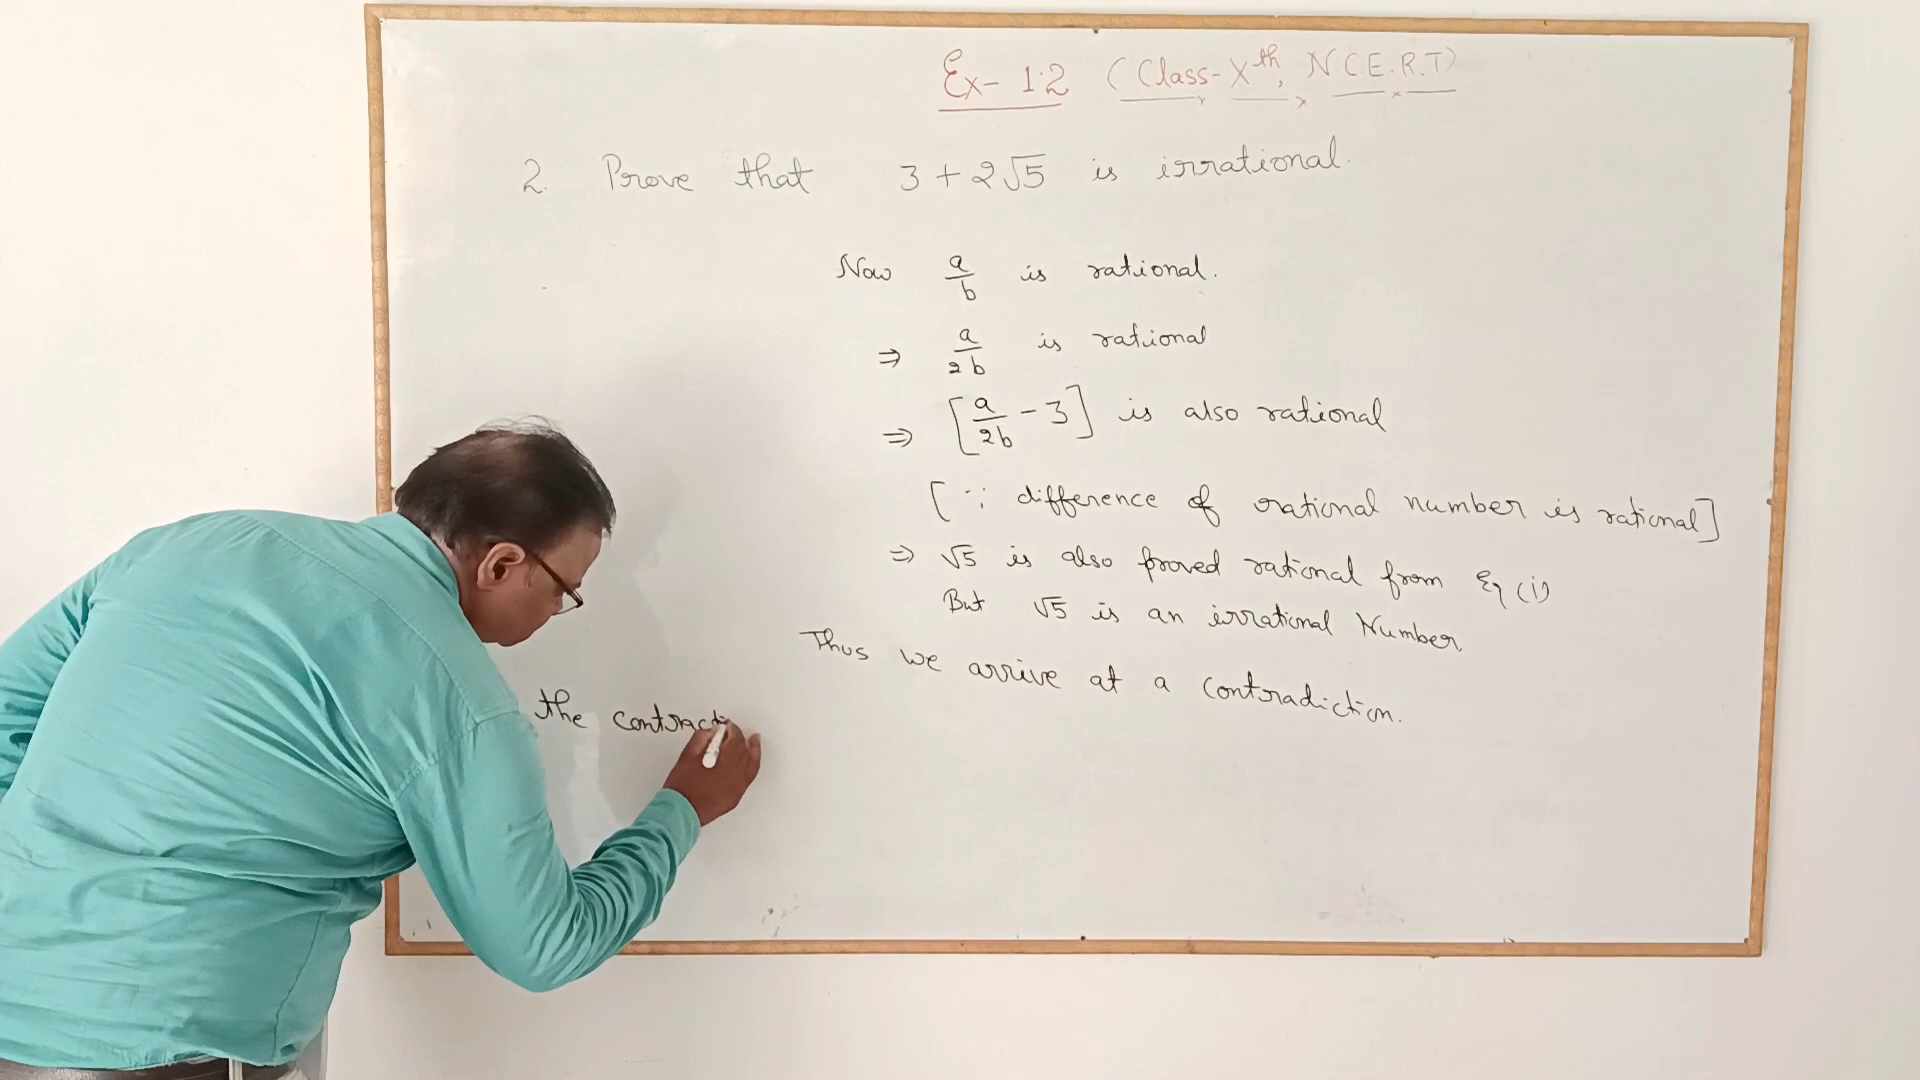 Ex- 1.2 (Class-Xth, N.C.E.R.T)
2. Prove that 3+2√5 is irrational.
Now a/b is rational.
⇒ a/2b is rational
⇒ [a/2b - 3] is also rational
[∵ difference of rational number is rational]
⇒ √5 is also proved rational from Eq (i)
But √5 is an irrational Number
Thus we arrive at a contradiction.
the contracti